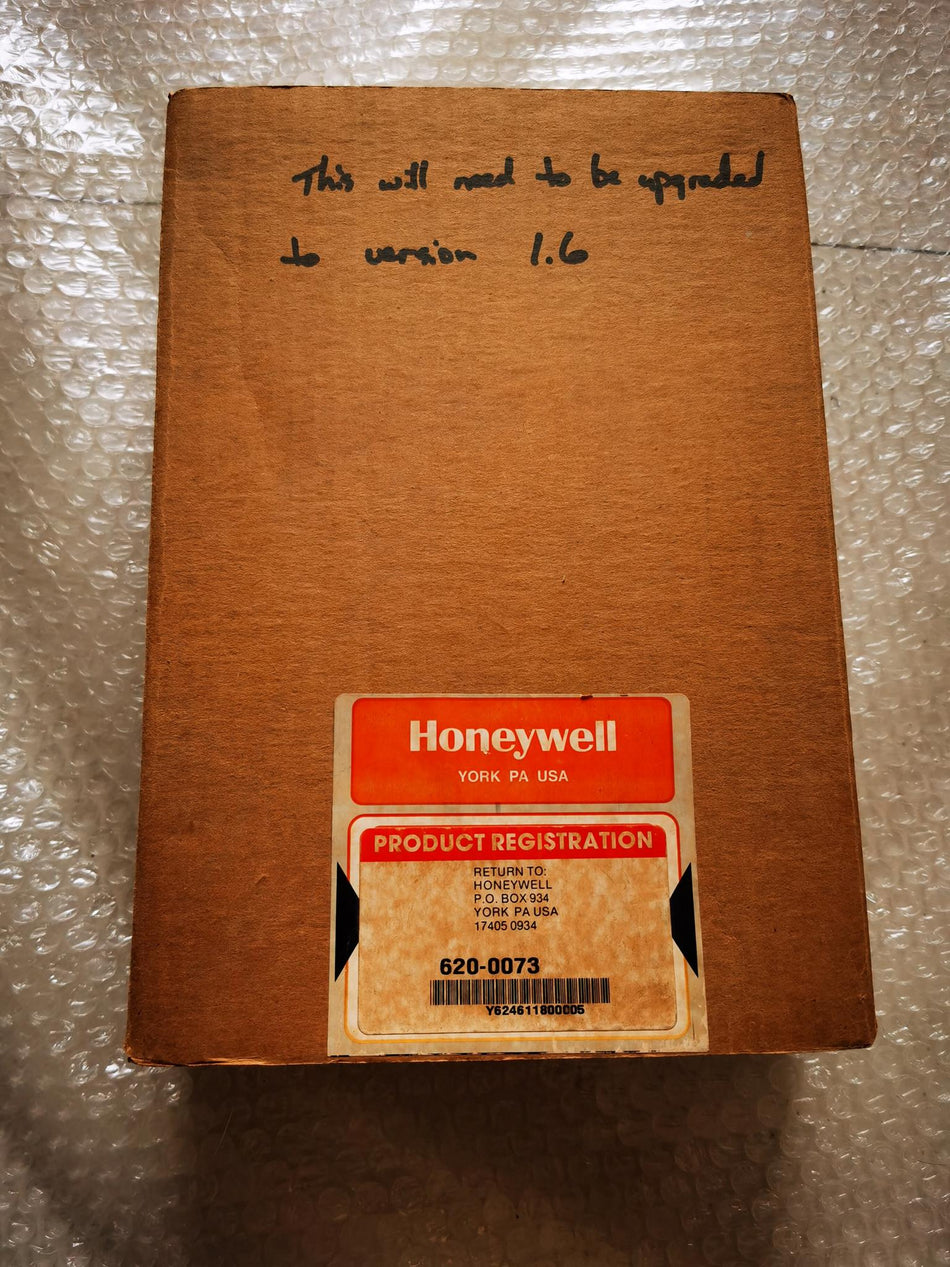 This will need to be upgraded
to version 1.6
Honeywell
YORK PA USA
PRODUCT REGISTRATION
RETURN TO:
HONEYWELL
P.O. BOX 934
YORK PA USA
17405 0934
620-0073
Y624611800005